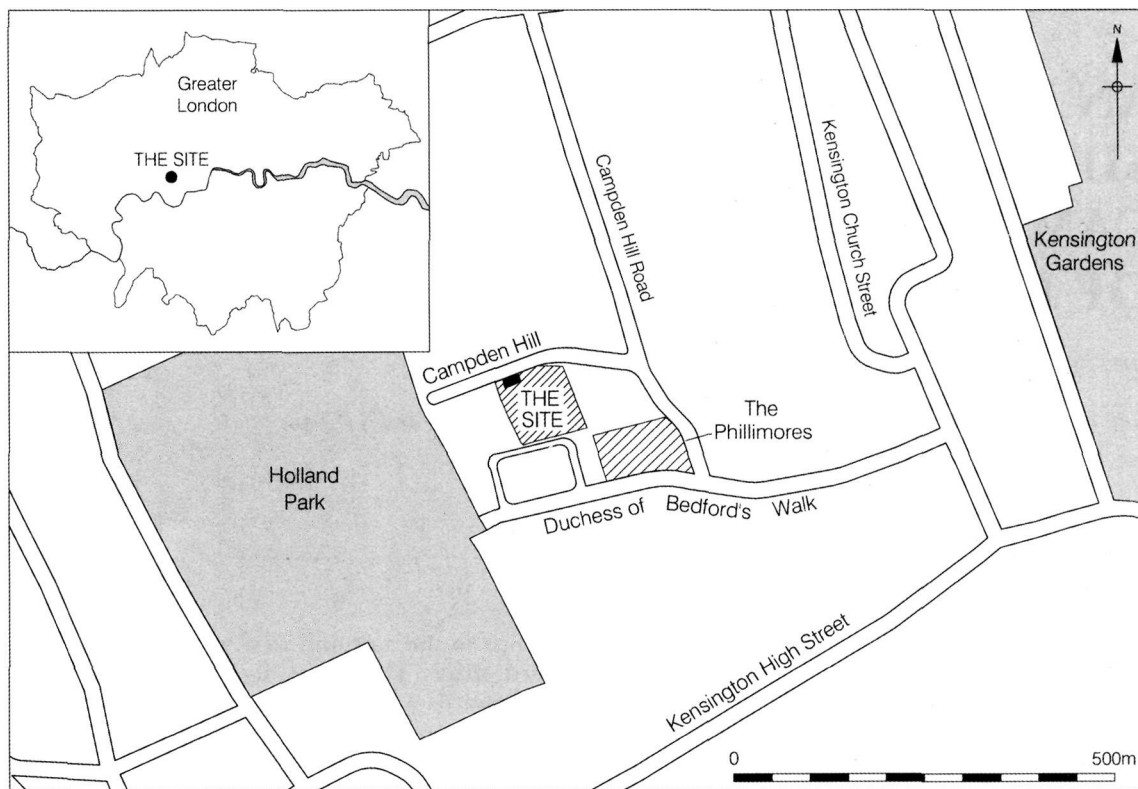 Greater
London
THE SITE
N
Campden Hill Road
Kensington Church Street
Kensington
Gardens
Campden Hill
THE
SITE
The
Phillimores
Holland
Park
Duchess of Bedford's Walk
Kensington High Street
0 500m